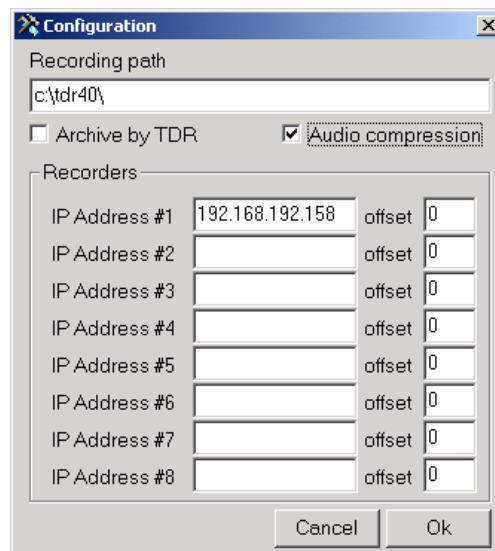 Configuration
Recording path
c:\tdr40\
Archive by TDR Audio compression
Recorders
IP Address #1 192.168.192.158 offset 0
IP Address #2 offset 0
IP Address #3 offset 0
IP Address #4 offset 0
IP Address #5 offset 0
IP Address #6 offset 0
IP Address #7 offset 0
IP Address #8 offset 0
Cancel Ok